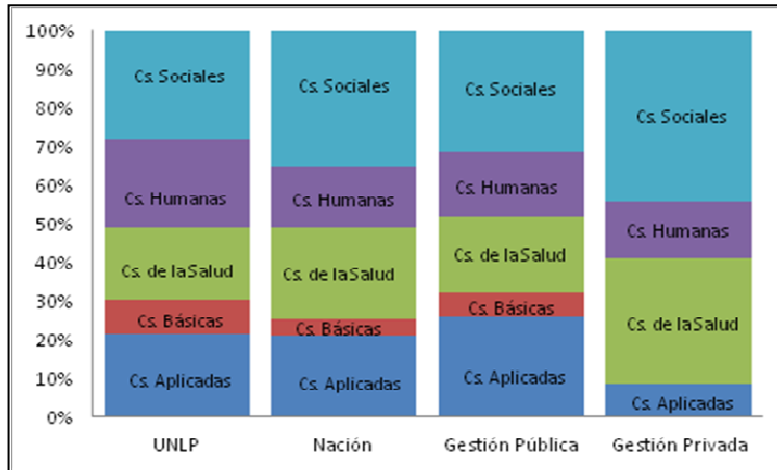 100%
90%
80%
70%
60%
50%
40%
30%
20%
10%
0%
Cs. Sociales
Cs. Humanas
Cs. de laSalud
Cs. Básicas
Cs. Aplicadas
Cs. Sociales
Cs. Humanas
Cs. de laSalud
Cs. Básicas
Cs. Aplicadas
Cs. Sociales
Cs. Humanas
Cs. de laSalud
Cs. Básicas
Cs. Aplicadas
Cs. Sociales
Cs. Humanas
Cs. de laSalud
Cs. Aplicadas
UNLP Nación Gestión Pública Gestión Privada